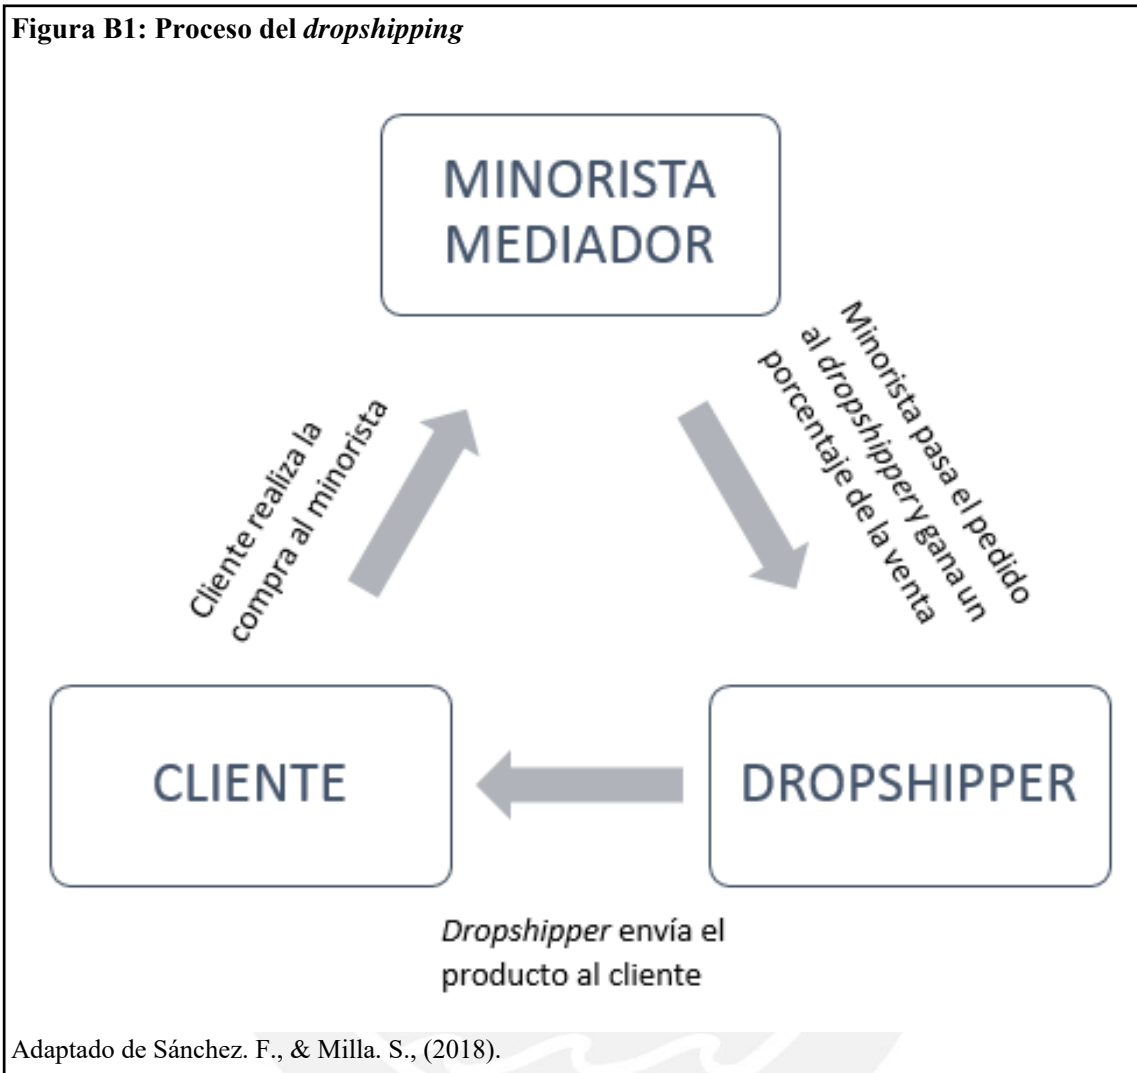 Figura B1: Proceso del dropshipping
MINORISTA
MEDIADOR
Cliente realiza la
compra al minorista
Minorista pasa el pedido
al dropshipper y gana un
porcentaje de la venta
CLIENTE
DROPSHIPPER
Dropshipper envía el
producto al cliente
Adaptado de Sánchez. F., & Milla. S., (2018).